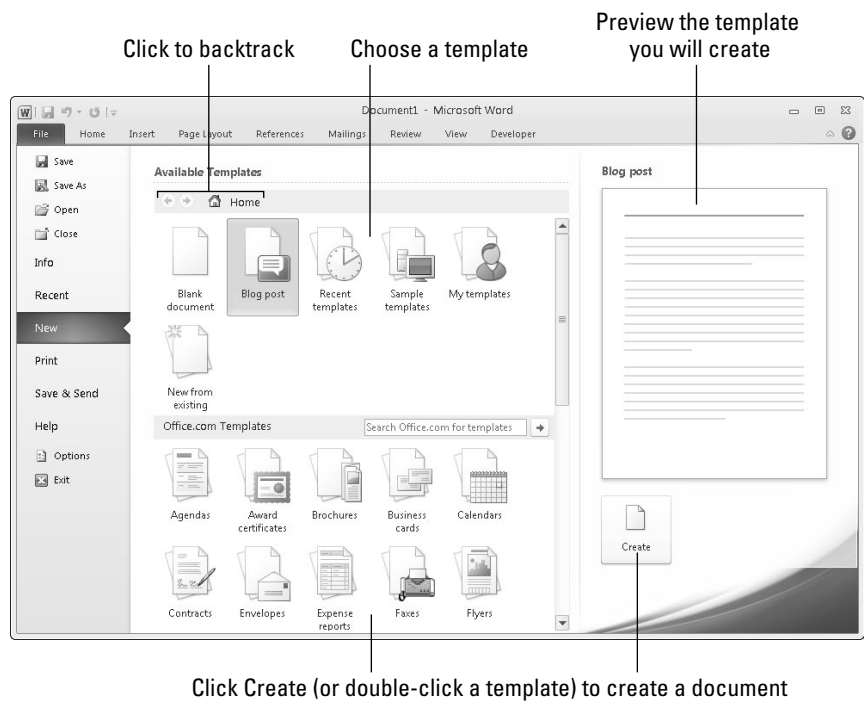 Preview the template
you will create
Click to backtrack
Choose a template
W
Document1 - Microsoft Word
File Home Insert Page Layout References Mailings Review View Developer
Save
Save As
Open
Close
Info
Recent
New
Print
Save & Send
Help
Options
Exit
Available Templates
Home
Blank
document
Blog post
Recent
templates
Sample
templates
My templates
New from
existing
Office.com Templates
Search Office.com for templates
Agendas
Award
certificates
Brochures
Business
cards
Calendars
Contracts
Envelopes
Expense
reports
Faxes
Flyers
Blog post
Create
Click Create (or double-click a template) to create a document